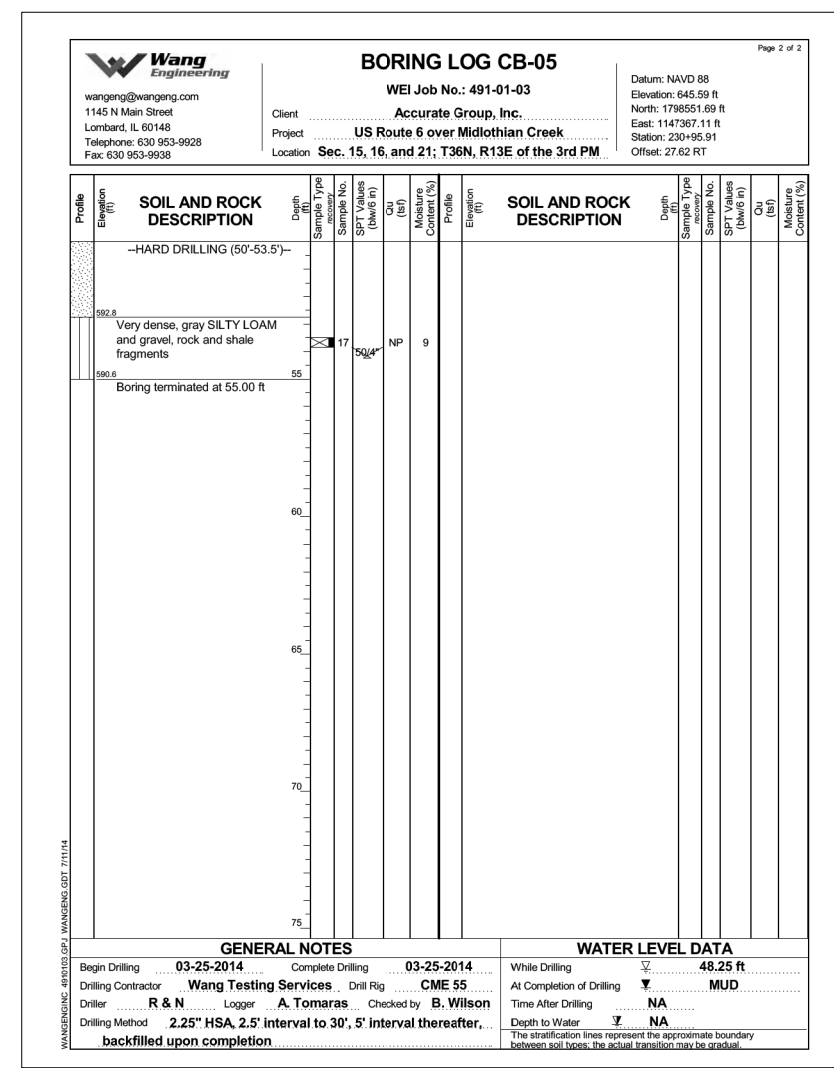 Page 2 of 2
Wang
Engineering
wangeng@wangeng.com
1145 N Main Street
Lombard, IL 60148
Telephone: 630 953-9928
Fax: 630 953-9938
BORING LOG CB-05
WEI Job No.: 491-01-03
Client Accurate Group, Inc.
Project US Route 6 over Midlothian Creek
Location Sec. 15, 16, and 21; T36N, R13E of the 3rd PM
Datum: NAVD 88
Elevation: 645.59 ft
North: 1798551.69 ft
East: 1147367.11 ft
Station: 230+95.91
Offset: 27.62 RT
Profile
Elevation (ft)
SOIL AND ROCK
DESCRIPTION
Depth (ft)
Sample Type
recovery
Sample No.
SPT Values (blw/6 in)
Qu (tsf)
Moisture Content (%)
Profile
Elevation (ft)
SOIL AND ROCK
DESCRIPTION
Depth (ft)
Sample Type
recovery
Sample No.
SPT Values (blw/6 in)
Qu (tsf)
Moisture Content (%)
--HARD DRILLING (50'-53.5')--
592.8
Very dense, gray SILTY LOAM
and gravel, rock and shale
fragments
17 50/4" NP 9
590.6
55
Boring terminated at 55.00 ft
60
65
70
75
GENERAL NOTES
Begin Drilling 03-25-2014 Complete Drilling 03-25-2014
Drilling Contractor Wang Testing Services Drill Rig CME 55
Driller R & N Logger A. Tomaras Checked by B. Wilson
Drilling Method 2.25" HSA, 2.5' interval to 30', 5' interval thereafter,
backfilled upon completion
WATER LEVEL DATA
While Drilling 48.25 ft
At Completion of Drilling MUD
Time After Drilling NA
Depth to Water NA
The stratification lines represent the approximate boundary
between soil types; the actual transition may be gradual.
WANGENGINC 4910103.GPJ WANGENG.GDT 7/11/14